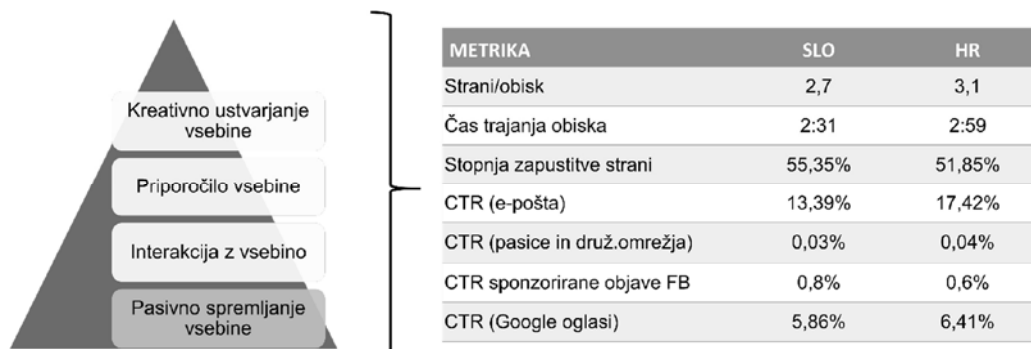 Kreativno ustvarjanje
vsebine
Priporočilo vsebine
Interakcija z vsebino
Pasivno spremljanje
vsebine
METRIKA SLO HR
Strani/obisk 2,7 3,1
Čas trajanja obiska 2:31 2:59
Stopnja zapustitve strani 55,35% 51,85%
CTR (e-pošta) 13,39% 17,42%
CTR (pasice in druž.omrežja) 0,03% 0,04%
CTR sponzorirane objave FB 0,8% 0,6%
CTR (Google oglasi) 5,86% 6,41%